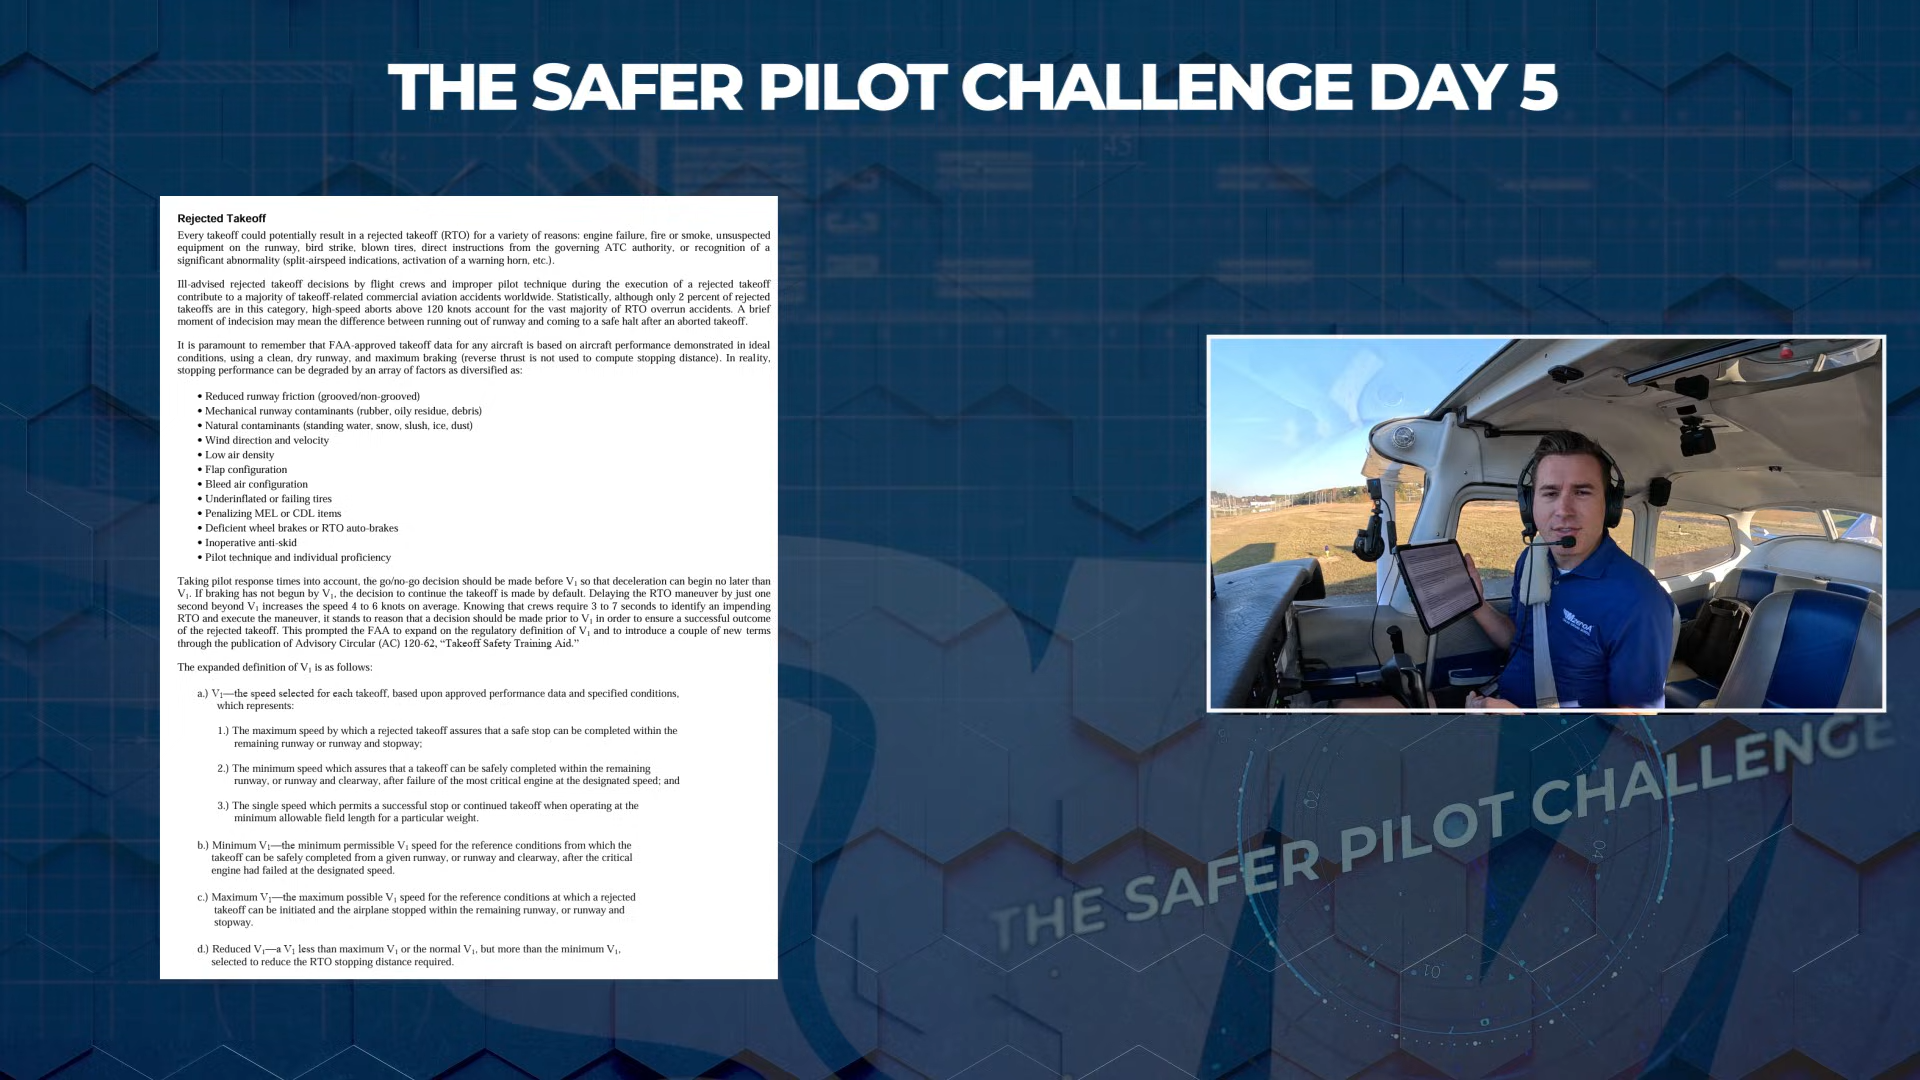 THE SAFER PILOT CHALLENGE DAY 5
Rejected Takeoff
Every takeoff could potentially result in a rejected takeoff (RTO) for a variety of reasons: engine failure, fire or smoke, unsuspected
equipment on the runway, bird strike, blown tires, direct instructions from the governing ATC authority, or recognition of a
significant abnormality (split-airspeed indications, activation of a warning horn, etc.).
Ill-advised rejected takeoff decisions by flight crews and improper pilot technique during the execution of a rejected takeoff
contribute to a majority of takeoff-related commercial aviation accidents worldwide. Statistically, although only 2 percent of rejected
takeoffs are in this category, high-speed aborts above 120 knots account for the vast majority of RTO overrun accidents. A brief
moment of indecision may mean the difference between running out of runway and coming to a safe halt after an aborted takeoff.
It is paramount to remember that FAA-approved takeoff data for any aircraft is based on aircraft performance demonstrated in ideal
conditions, using a clean, dry runway, and maximum braking (reverse thrust is not used to compute stopping distance). In reality,
stopping performance can be degraded by an array of factors as diversified as:
• Reduced runway friction (grooved/non-grooved)
• Mechanical runway contaminants (rubber, oily residue, debris)
• Natural contaminants (standing water, snow, slush, ice, dust)
• Wind direction and velocity
• Low air density
• Flap configuration
• Bleed air configuration
• Underinflated or failing tires
• Penalizing MEL or CDL items
• Deficient wheel brakes or RTO auto-brakes
• Inoperative anti-skid
• Pilot technique and individual proficiency
Taking pilot response times into account, the go/no-go decision should be made before V₁ so that deceleration can begin no later than
V₁. If braking has not begun by V₁, the decision to continue the takeoff is made by default. Delaying the RTO maneuver by just one
second beyond V₁ increases the speed 4 to 6 knots on average. Knowing that crews require 3 to 7 seconds to identify an impending
RTO and execute the maneuver, it stands to reason that a decision should be made prior to V₁ in order to ensure a successful outcome
of the rejected takeoff. This prompted the FAA to expand on the regulatory definition of V₁ and to introduce a couple of new terms
through the publication of Advisory Circular (AC) 120-62, “Takeoff Safety Training Aid.”
The expanded definition of V₁ is as follows:
a.) V₁—the speed selected for each takeoff, based upon approved performance data and specified conditions,
which represents:
1.) The maximum speed by which a rejected takeoff assures that a safe stop can be completed within the
remaining runway or runway and stopway;
2.) The minimum speed which assures that a takeoff can be safely completed within the remaining
runway, or runway and clearway, after failure of the most critical engine at the designated speed; and
3.) The single speed which permits a successful stop or continued takeoff when operating at the
minimum allowable field length for a particular weight.
b.) Minimum V₁—the minimum permissible V₁ speed for the reference conditions from which the
takeoff can be safely completed from a given runway, or runway and clearway, after the critical
engine had failed at the designated speed.
c.) Maximum V₁—the maximum possible V₁ speed for the reference conditions at which a rejected
takeoff can be initiated and the airplane stopped within the remaining runway, or runway and
stopway.
d.) Reduced V₁—a V₁ less than maximum V₁ or the normal V₁, but more than the minimum V₁,
selected to reduce the RTO stopping distance required.
THE SAFER PILOT CHALLENGE
45
02
04
01